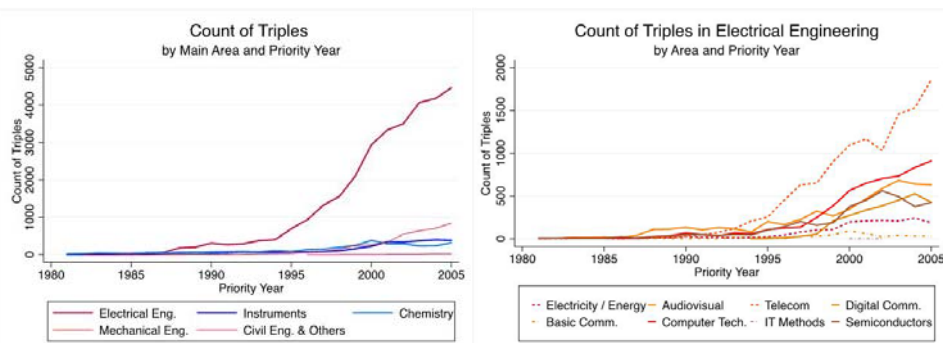 Count of Triples
by Main Area and Priority Year
Count of Triples
5000
4000
3000
2000
1000
0
1980
1985
1990
1995
2000
2005
Priority Year
Electrical Eng.
Instruments
Chemistry
Mechanical Eng.
Civil Eng. & Others
Count of Triples in Electrical Engineering
by Area and Priority Year
Count of Triples
2000
1500
1000
500
0
1980
1985
1990
1995
2000
2005
Priority Year
Electricity / Energy
Audiovisual
Telecom
Digital Comm.
Basic Comm.
Computer Tech.
IT Methods
Semiconductors